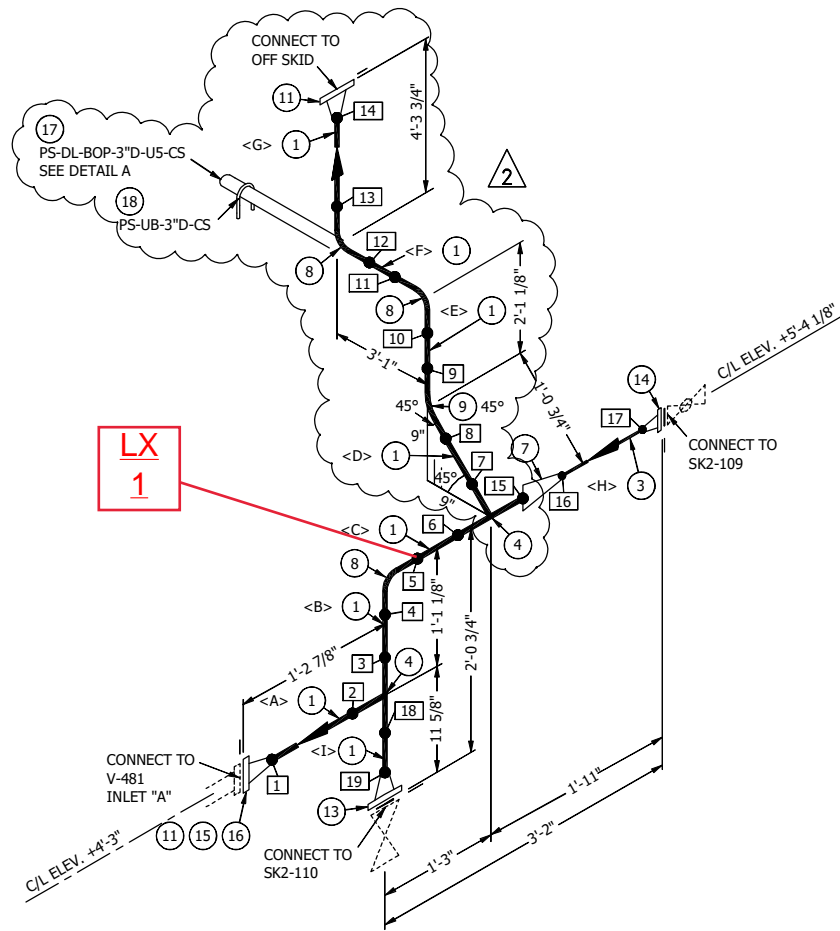 CONNECT TO
OFF SKID
11
14
4'-3 3/4"
<G>
1
17
PS-DL-BOP-3"D-U5-CS
SEE DETAIL A
18
PS-UB-3"D-CS
2
13
12
<F>
1
8
11
8
<E>
1
2'-1 1/8"
10
3'-1"
9
C/L ELEV. +5'-4 1/8"
1'-0 3/4"
14
45°
9
45°
17
LX
1
9"
8
CONNECT TO
SK2-109
<D>
1
7
45°
7
15
9"
16
<H>
3
<C>
1
6
4
8
5
1'-1 1/8"
<B>
1
4
2'-0 3/4"
1'-2 7/8"
3
4
<A>
1
2
18
11 5/8"
<I>
1
CONNECT TO
V-481
INLET "A"
1
19
1'-11"
13
11
15
16
3'-2"
C/L ELEV. +4'-3"
CONNECT TO
SK2-110
1'-3"